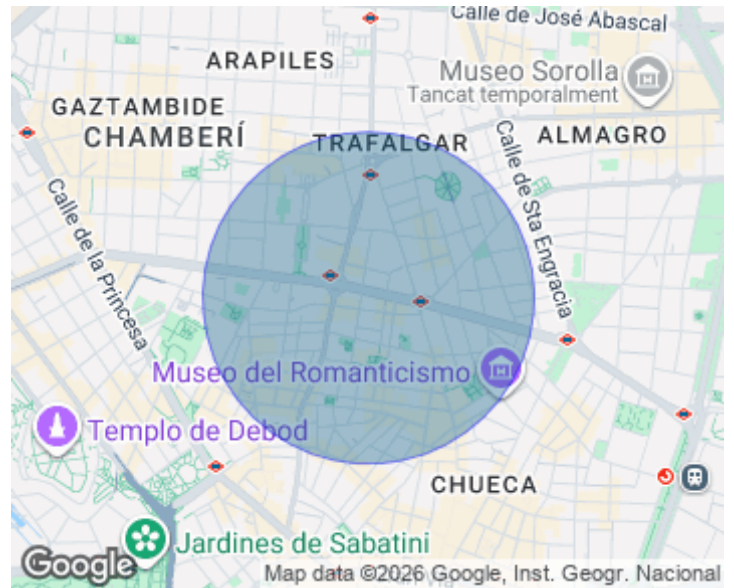 Calle de José Abascal
ARAPILES
Museo Sorolla
Tancat temporalment
GAZTAMBIDE
CHAMBERÍ
TRAFALGAR
ALMAGRO
Calle de Sta Engracia
Calle de la Princesa
Museo del Romanticismo
Templo de Debod
CHUECA
Jardines de Sabatini
Google
Map data ©2026 Google, Inst. Geogr. Nacional